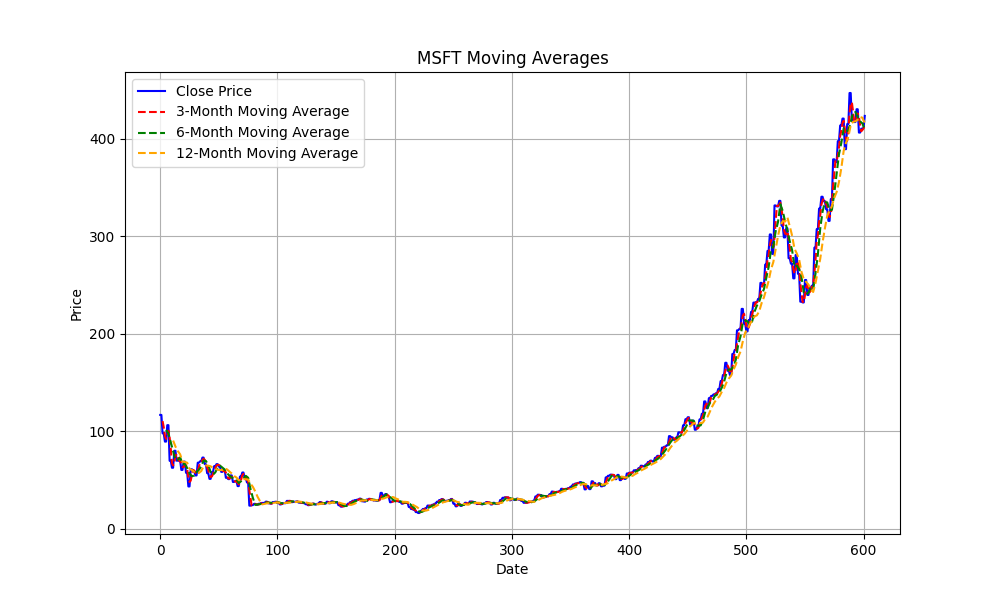 MSFT Moving Averages
Close Price
3-Month Moving Average
6-Month Moving Average
12-Month Moving Average
400
300
200
100
0
Price
0 100 200 300 400 500 600
Date